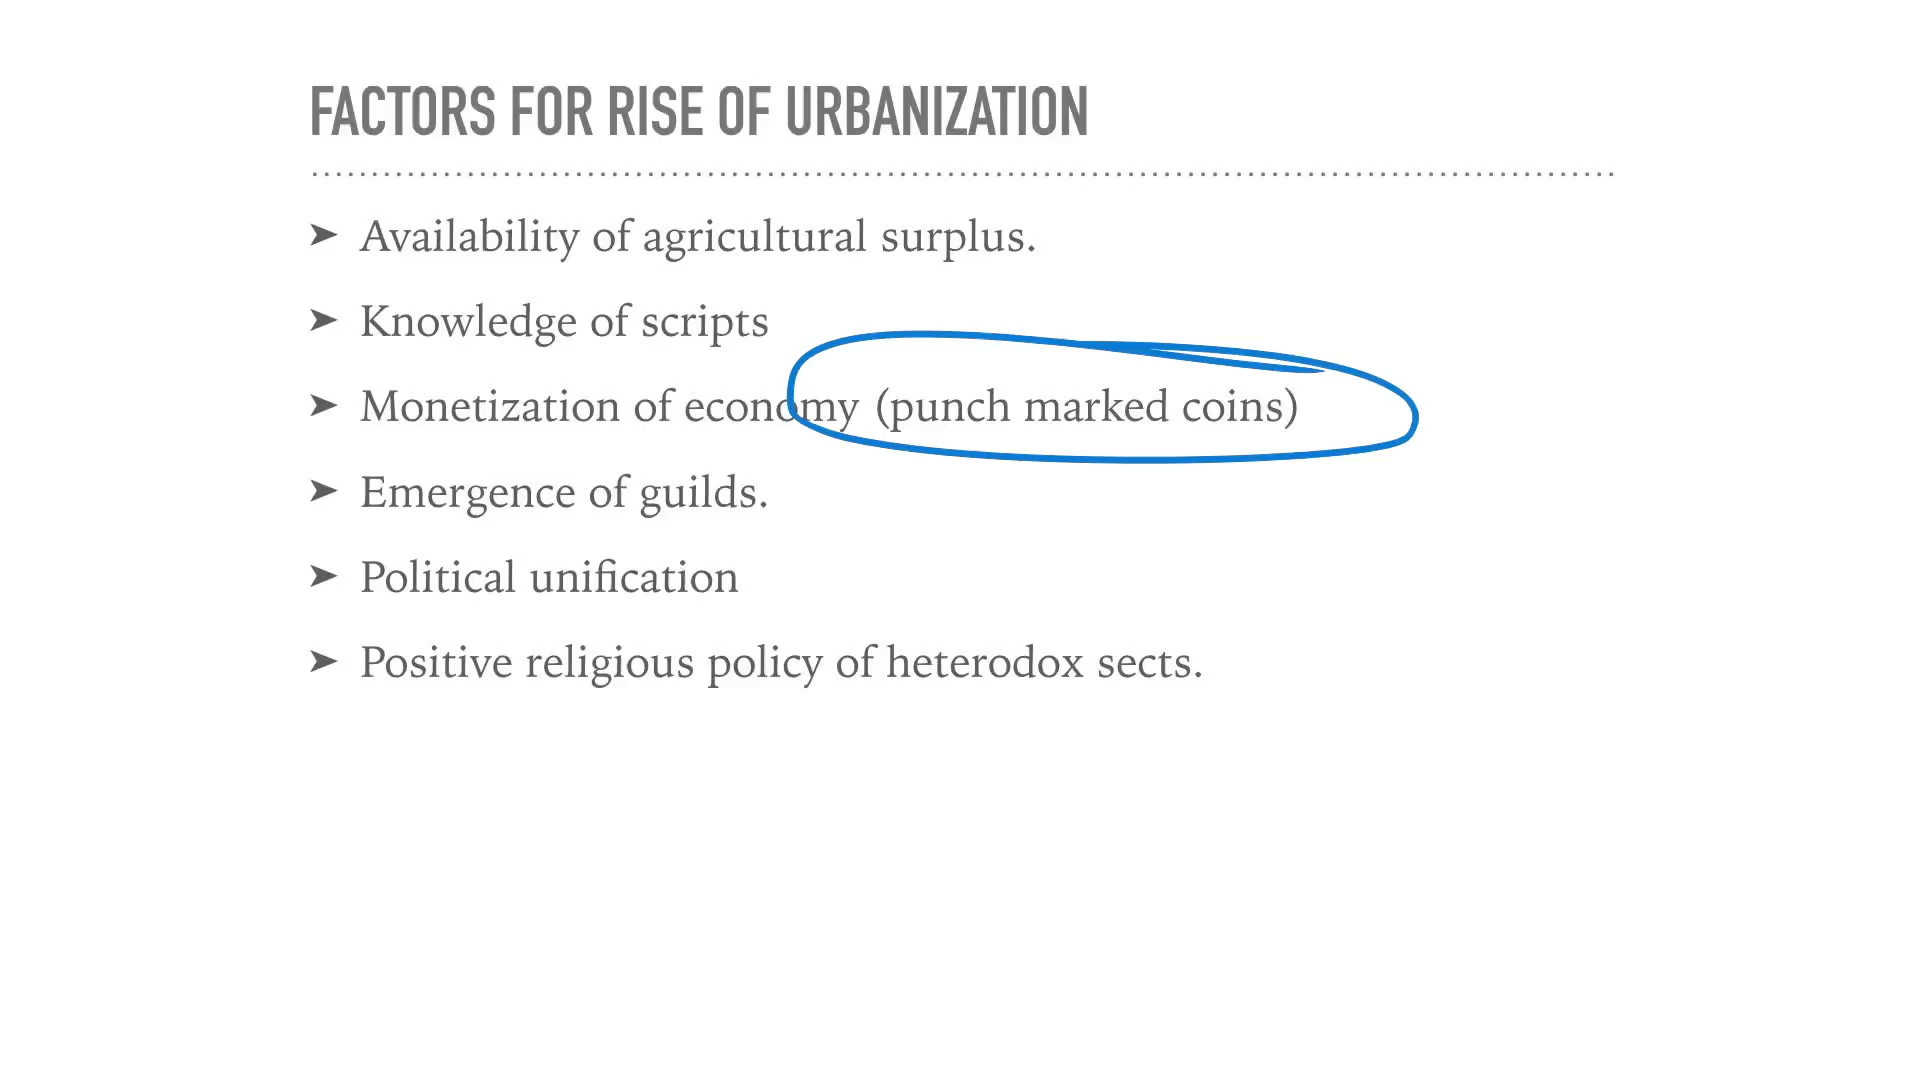 FACTORS FOR RISE OF URBANIZATION
➤ Availability of agricultural surplus.
➤ Knowledge of scripts
➤ Monetization of economy (punch marked coins)
➤ Emergence of guilds.
➤ Political unification
➤ Positive religious policy of heterodox sects.